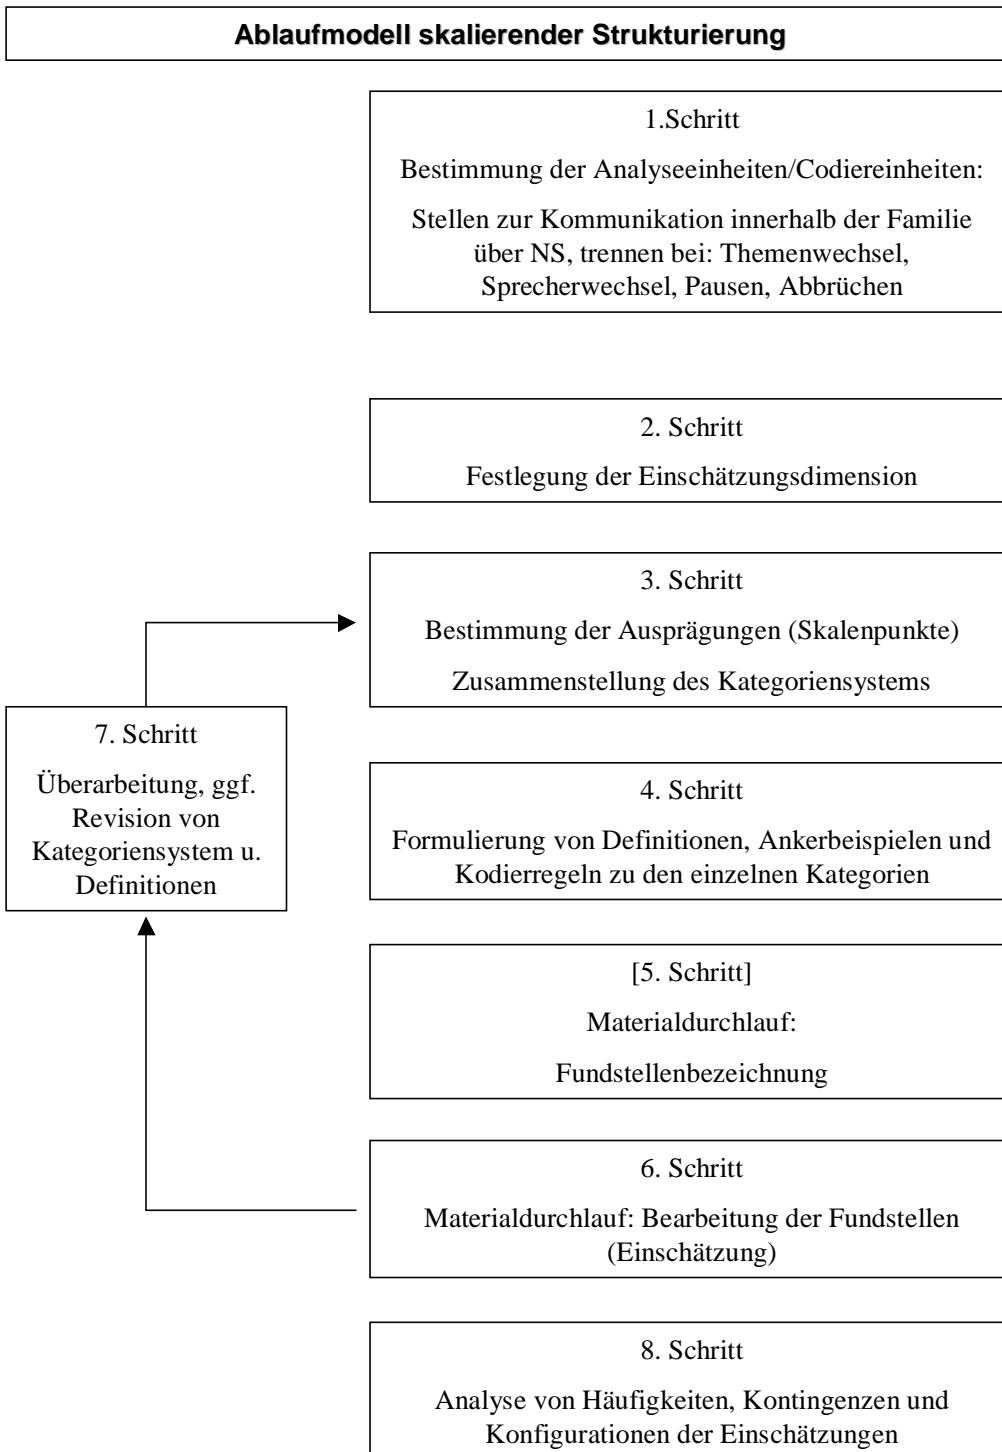 Ablaufmodell skalierender Strukturierung
1.Schritt
Bestimmung der Analyseeinheiten/Codiereinheiten:
Stellen zur Kommunikation innerhalb der Familie
über NS, trennen bei: Themenwechsel,
Sprecherwechsel, Pausen, Abbrüchen
2. Schritt
Festlegung der Einschätzungsdimension
3. Schritt
Bestimmung der Ausprägungen (Skalenpunkte)
Zusammenstellung des Kategoriensystems
4. Schritt
Formulierung von Definitionen, Ankerbeispielen und
Kodierregeln zu den einzelnen Kategorien
[5. Schritt]
Materialdurchlauf:
Fundstellenbezeichnung
6. Schritt
Materialdurchlauf: Bearbeitung der Fundstellen
(Einschätzung)
7. Schritt
Überarbeitung, ggf.
Revision von
Kategoriensystem u.
Definitionen
8. Schritt
Analyse von Häufigkeiten, Kontingenzen und
Konfigurationen der Einschätzungen